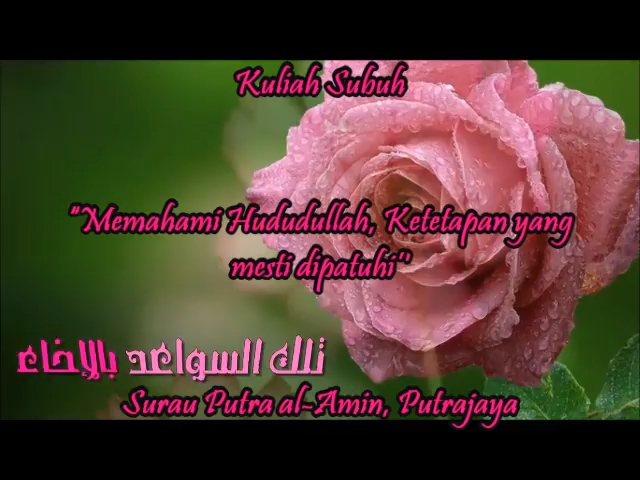 Kuliah Subuh
"Memahami Hududullah, Ketetapan yang
mesti dipatuhi"
تلك السواعد بالإخاء
Surau Putra al-Amin, Putrajaya